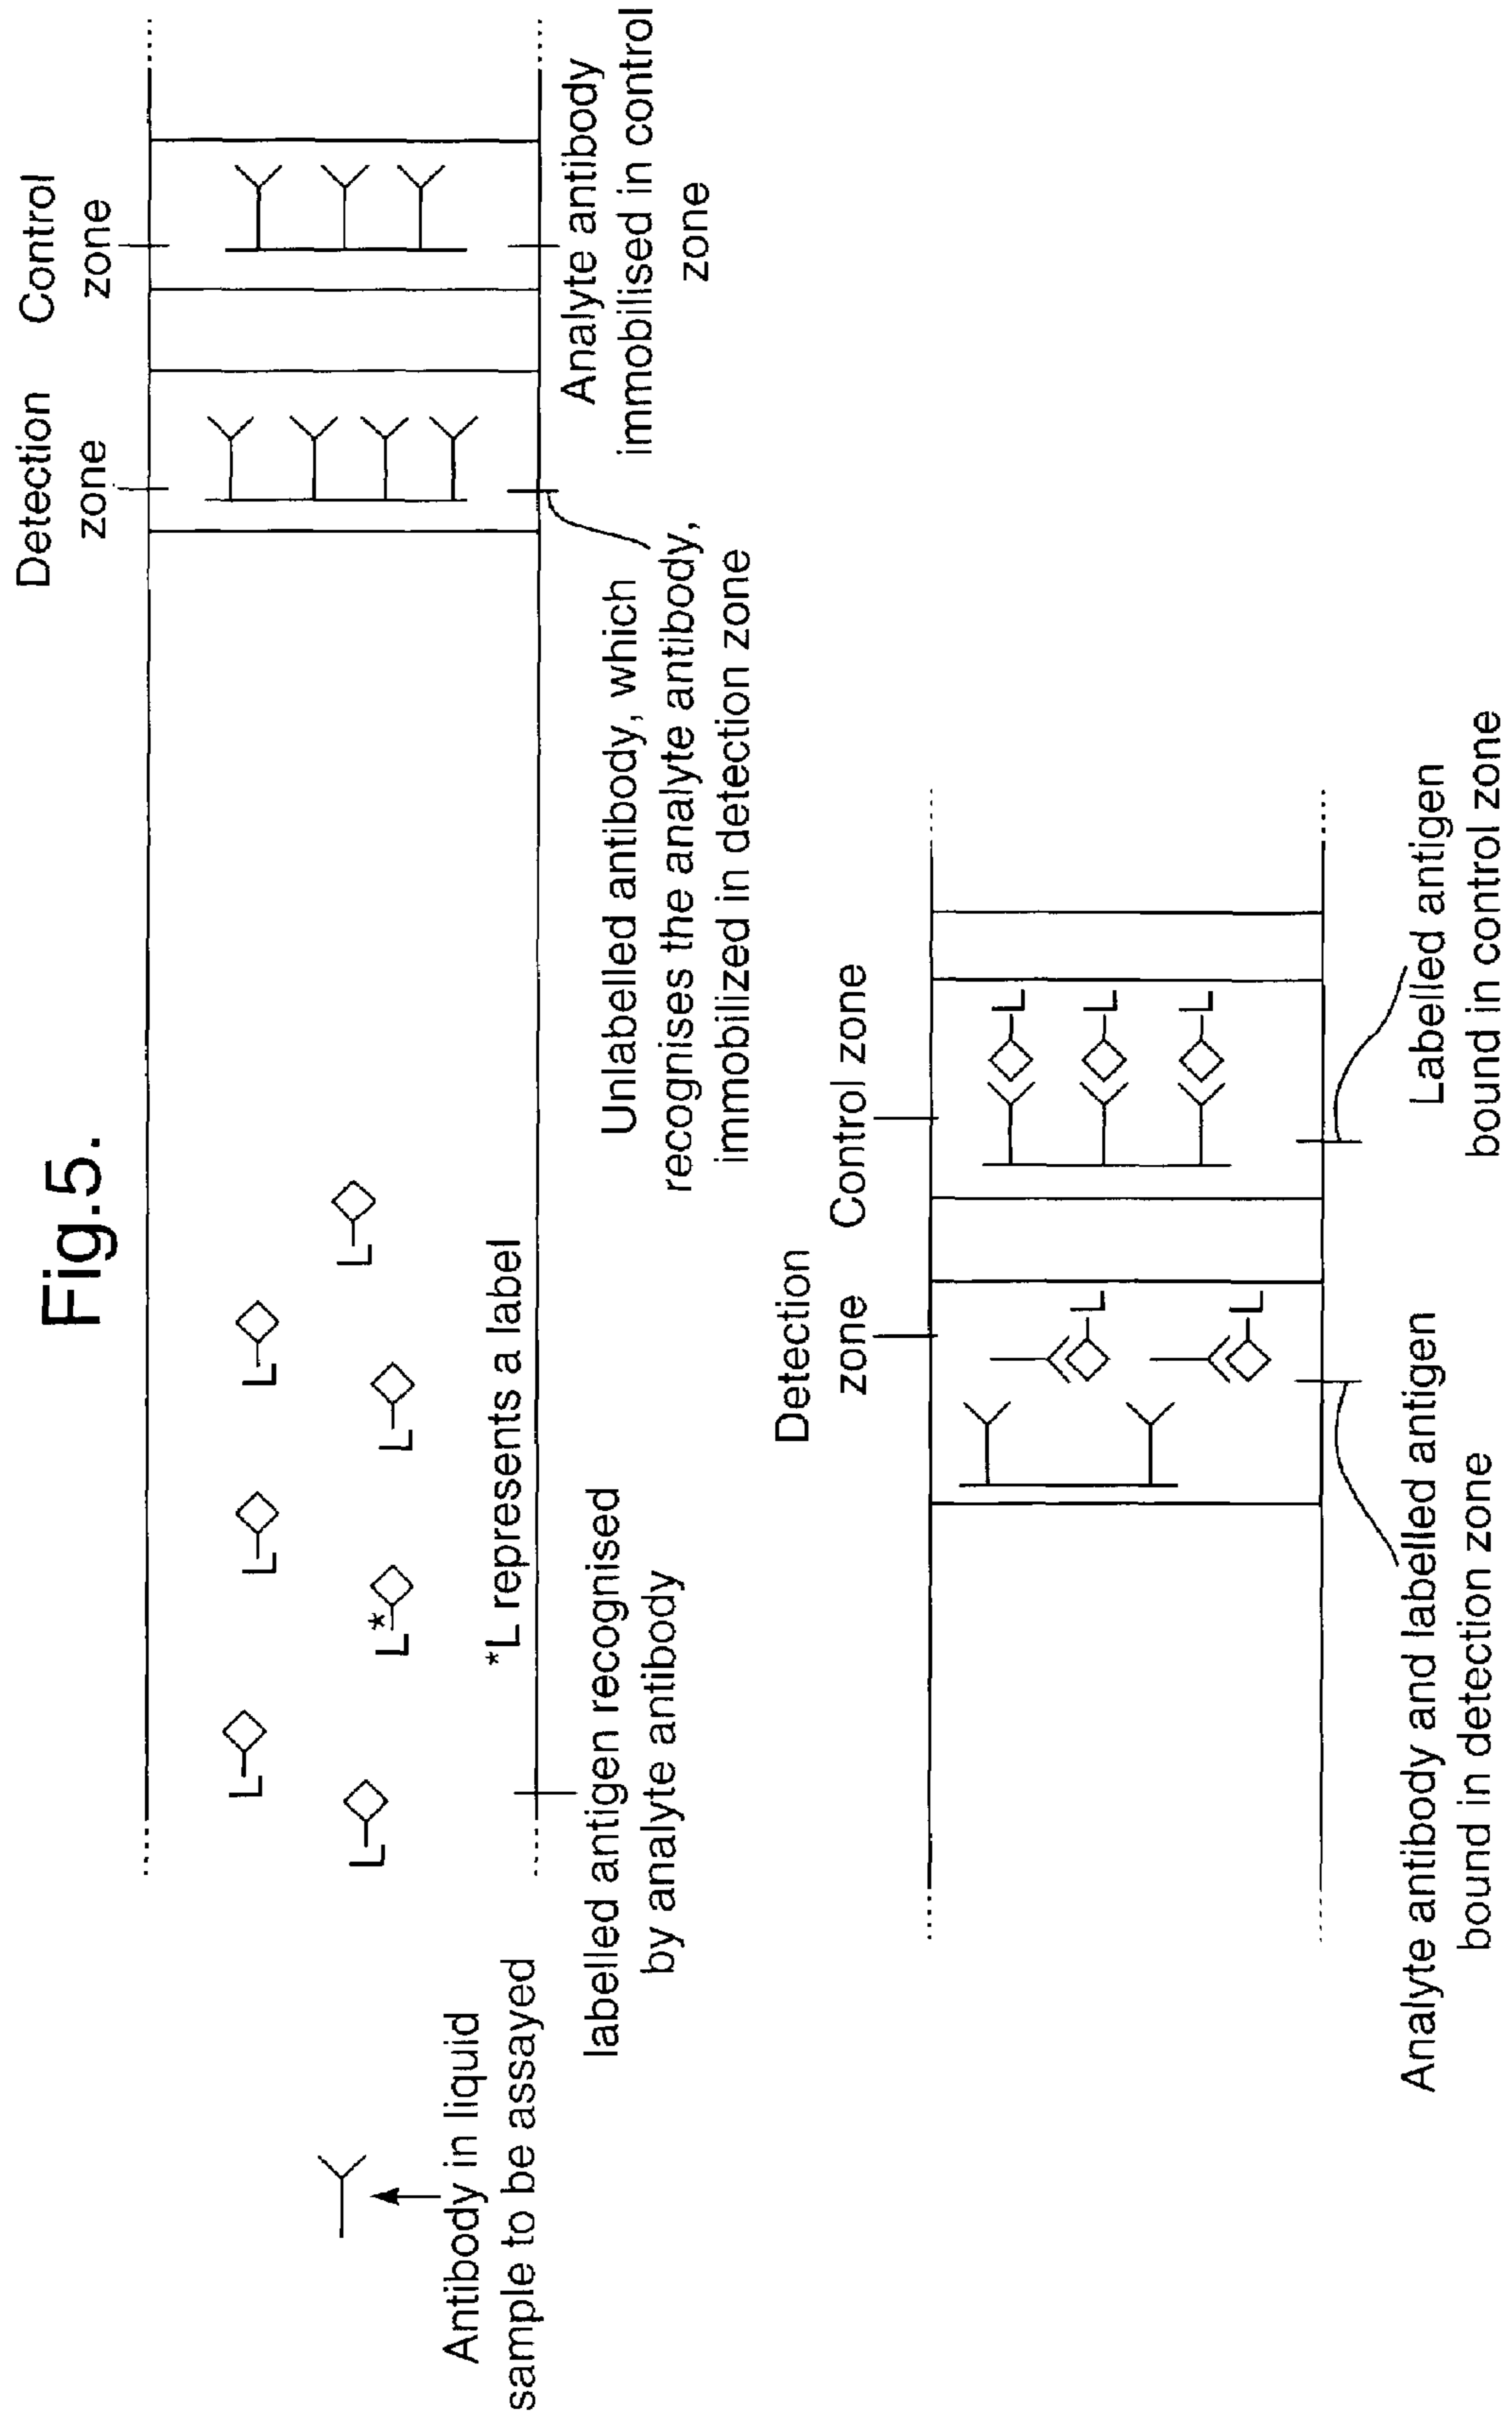 Fig.5.
Detection
zone
Control
zone
L
L
L
L*
L
L
L
*L represents a label
Antibody in liquid
sample to be assayed
labelled antigen recognised
by analyte antibody
Unlabelled antibody, which
recognises the analyte antibody,
immobilized in detection zone
Analyte antibody
immobilised in control
zone
Detection
zone
Control zone
L
L
L
L
L
Analyte antibody and labelled antigen
bound in detection zone
Labelled antigen
bound in control zone